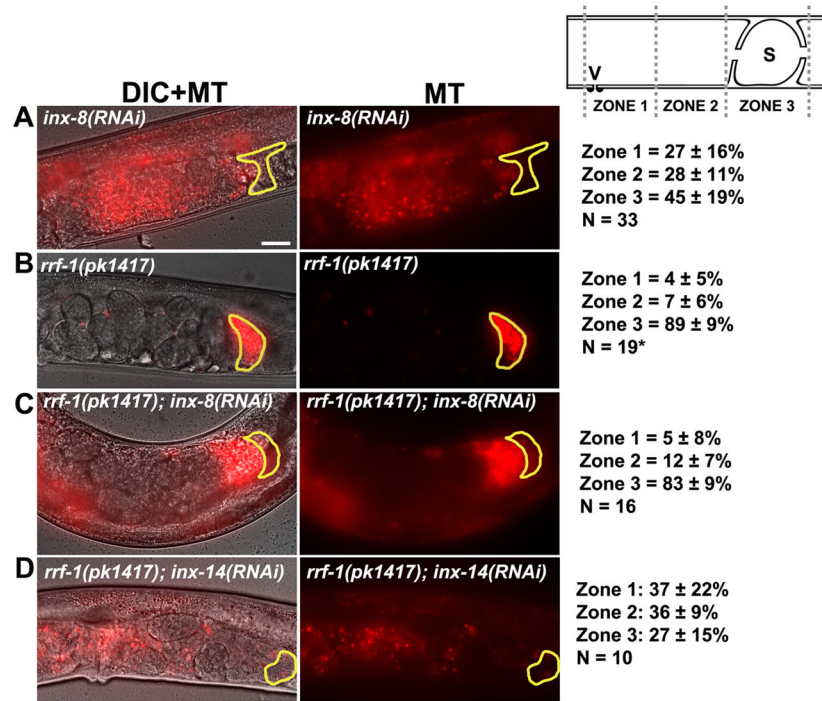 S
V
ZONE 1 ZONE 2 ZONE 3
DIC+MT MT
A inx-8(RNAi) inx-8(RNAi)
Zone 1 = 27 ± 16%
Zone 2 = 28 ± 11%
Zone 3 = 45 ± 19%
N = 33
B rrf-1(pk1417) rrf-1(pk1417)
Zone 1 = 4 ± 5%
Zone 2 = 7 ± 6%
Zone 3 = 89 ± 9%
N = 19*
C rrf-1(pk1417); inx-8(RNAi) rrf-1(pk1417); inx-8(RNAi)
Zone 1 = 5 ± 8%
Zone 2 = 12 ± 7%
Zone 3 = 83 ± 9%
N = 16
D rrf-1(pk1417); inx-14(RNAi) rrf-1(pk1417); inx-14(RNAi)
Zone 1: 37 ± 22%
Zone 2: 36 ± 9%
Zone 3: 27 ± 15%
N = 10